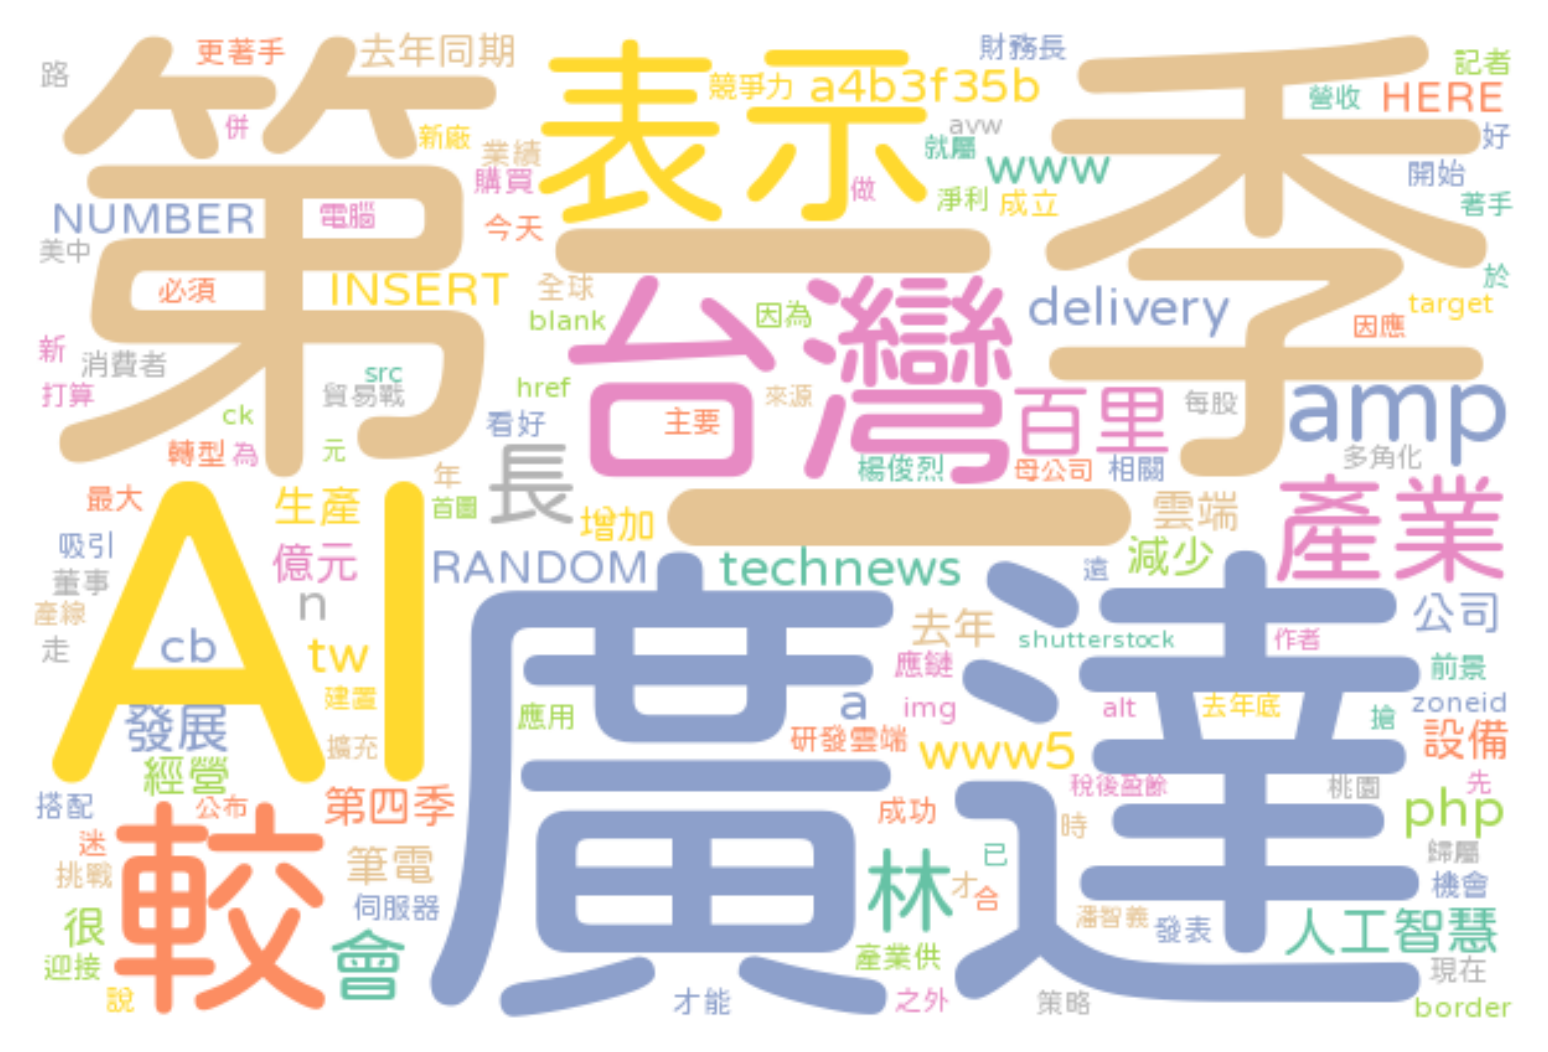 第一季
表示
台灣
一
AI
廣達
較
產業
amp
百里
長
林
會
delivery
technews
www
www5
a4b3f35b
NUMBER
INSERT
RANDOM
HERE
php
人工智慧
公司
設備
雲端
減少
增加
生產
億元
n
cb
tw
發展
經營
第四季
筆電
伺服器
去年
a
很
路
更著手
去年同期
財務長
記者
競爭力
營收
併
新廠
業績
購買
avw
就屬
做
淨利
成立
好
開始
著手
於
target
因應
電腦
今天
美中
必須
全球
blank
因為
新
消費者
打算
src
貿易戰
href
來源
主要
每股
ck
看好
轉型
為
元
年
首圖
楊俊烈
母公司
相關
多角化
最大
吸引
董事
產線
走
遠
shutterstock
作者
前景
應鏈
img
alt
去年底
zoneid
搶
建置
應用
擴充
研發雲端
稅後盈餘
桃園
先
搭配
公布
成功
時
迷
挑戰
已
才
合
歸屬
機會
潘智義
發表
迎接
說
產業供
現在
才能
之外
策略
border